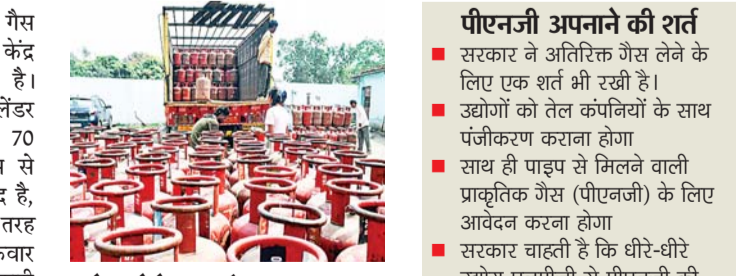 गैस
केंद्र
है।
लेंडर
70
से
है,
तरह
पीएनजी अपनाने की शर्त
सरकार ने अतिरिक्त गैस लेने के
लिए एक शर्त भी रखी है।
उद्योगों को तेल कंपनियों के साथ
पंजीकरण कराना होगा
साथ ही पाइप से मिलने वाली
प्राकृतिक गैस (पीएनजी) के लिए
आवेदन करना होगा
सरकार चाहती है कि धीरे-धीरे